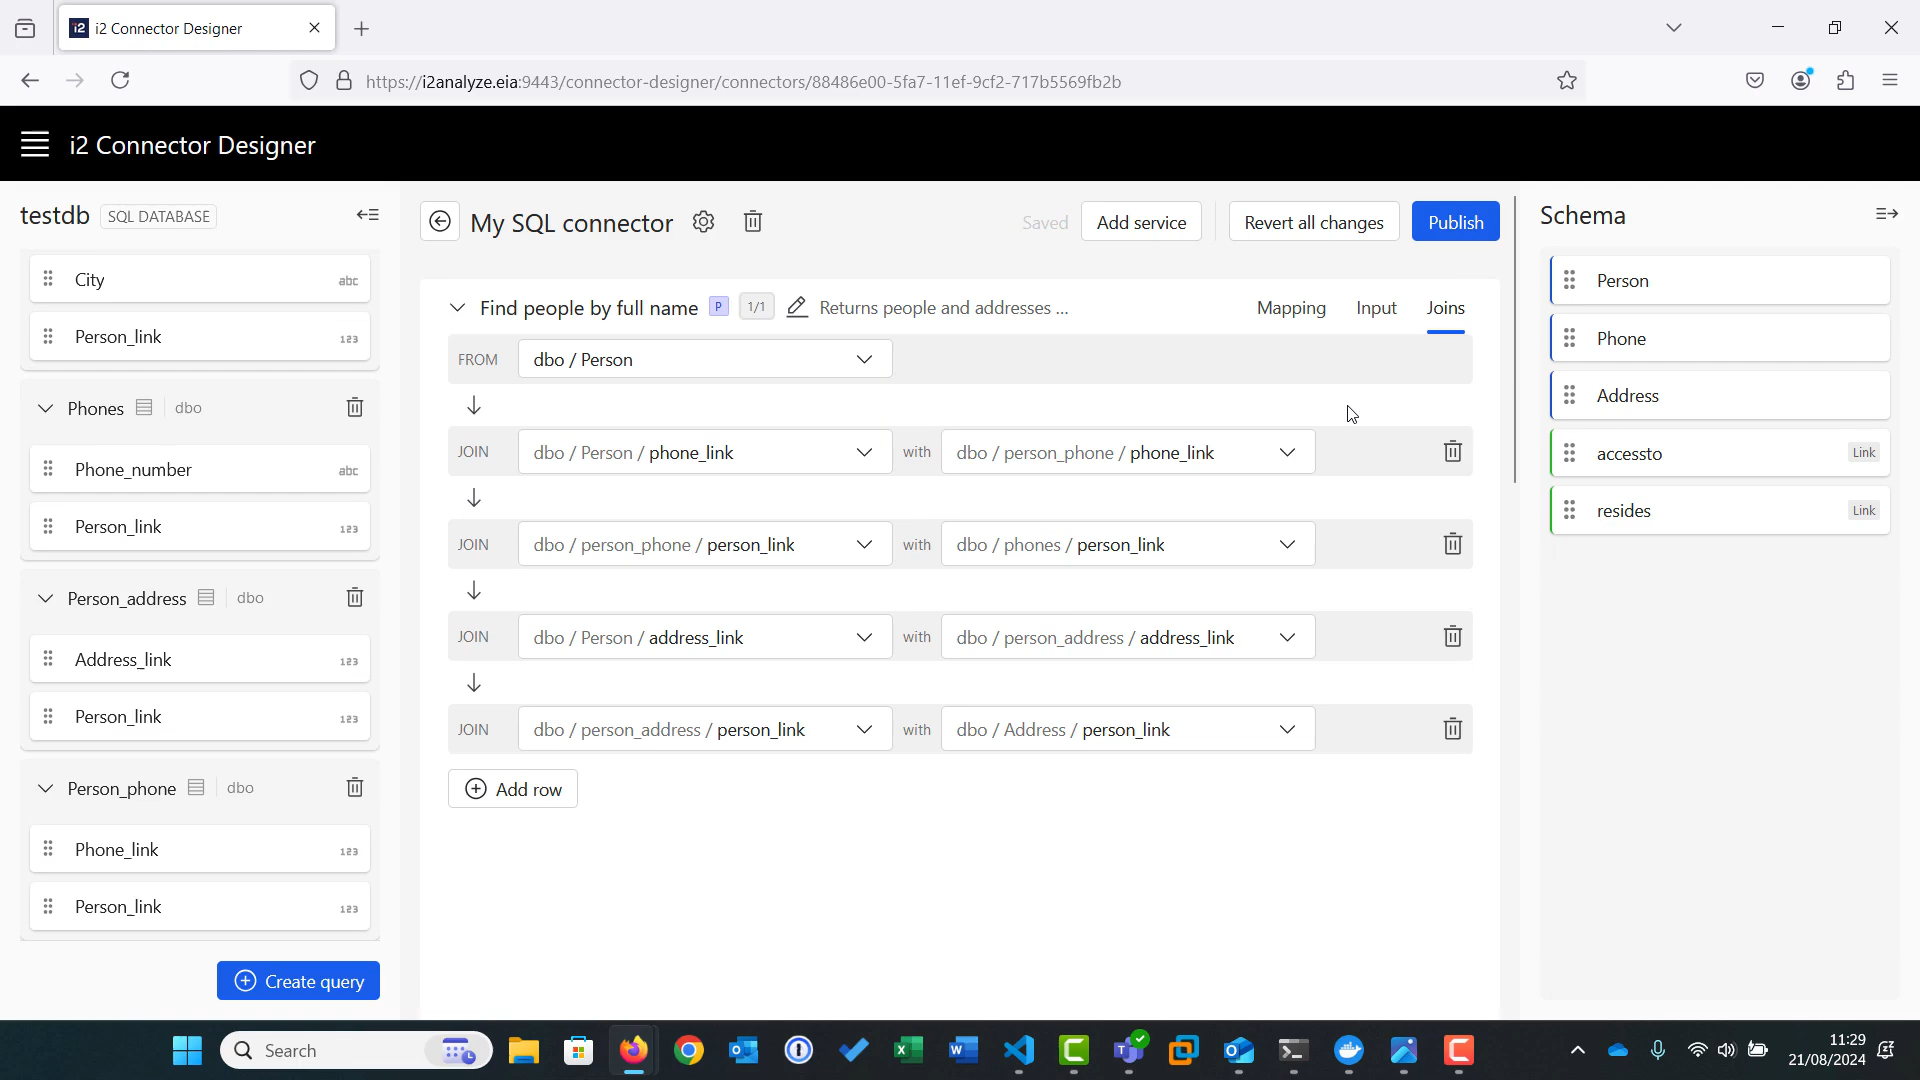 i2 Connector Designer
https://i2analyze.eia:9443/connector-designer/connectors/88486e00-5fa7-11ef-9cf2-717b5569fb2b
i2 Connector Designer
testdb SQL DATABASE
City abc
Person_link 123
Phones dbo
Phone_number abc
Person_link 123
Person_address dbo
Address_link 123
Person_link 123
Person_phone dbo
Phone_link 123
Person_link 123
Create query
My SQL connector Saved Add service Revert all changes Publish
Find people by full name P 1/1 Returns people and addresses ... Mapping Input Joins
FROM dbo / Person
JOIN dbo / Person / phone_link with dbo / person_phone / phone_link
JOIN dbo / person_phone / person_link with dbo / phones / person_link
JOIN dbo / Person / address_link with dbo / person_address / address_link
JOIN dbo / person_address / person_link with dbo / Address / person_link
Add row
Schema
Person
Phone
Address
accessto Link
resides Link
Search
11:29
21/08/2024